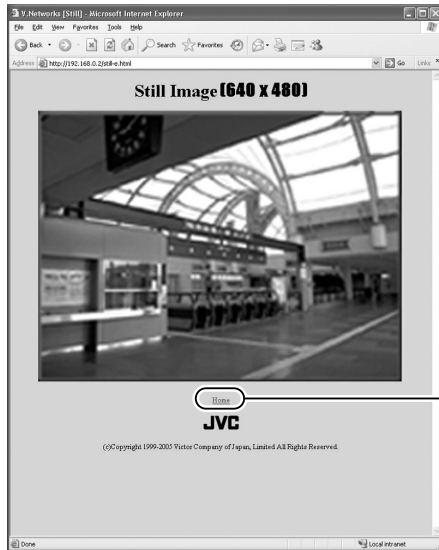 V.Networks [Still] - Microsoft Internet Explorer
File Edit View Favorites Tools Help
Back Search Favorites
Address http://192.168.0.2/still-e.html Go Links
Still Image (640 X 480)
Home
JVC
(c)Copyright 1999-2005 Victor Company of Japan, Limited All Rights Reserved.
Done Local intranet